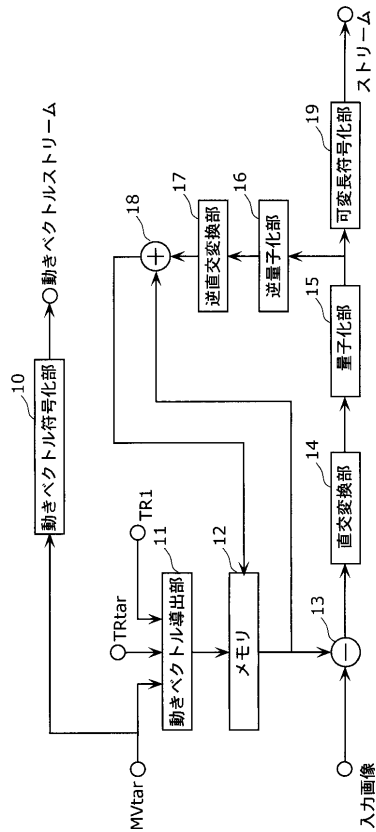 動きベクトルストリーム
10
動きベクトル符号化部
MVtar
TRtar
TR1
11
動きベクトル導出部
12
メモリ
18
17
逆直交変換部
16
逆量子化部
入力画像
13
14
直交変換部
15
量子化部
19
可変長符号化部
ストリーム